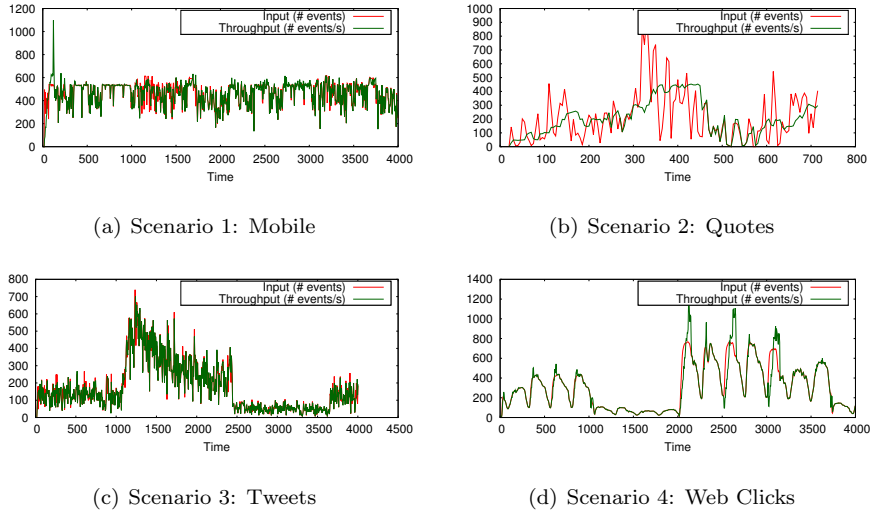 Input (# events)
Throughput (# events/s)
1200
1000
800
600
400
200
0
0 500 1000 1500 2000 2500 3000 3500 4000
Time
(a) Scenario 1: Mobile
Input (# events)
Throughput (# events/s)
1000
900
800
700
600
500
400
300
200
100
0
0 100 200 300 400 500 600 700 800
Time
(b) Scenario 2: Quotes
Input (# events)
Throughput (# events/s)
800
700
600
500
400
300
200
100
0
0 500 1000 1500 2000 2500 3000 3500 4000 4500
Time
(c) Scenario 3: Tweets
Input (# events)
Throughput (# events/s)
1400
1200
1000
800
600
400
200
0
0 500 1000 1500 2000 2500 3000 3500 4000
Time
(d) Scenario 4: Web Clicks